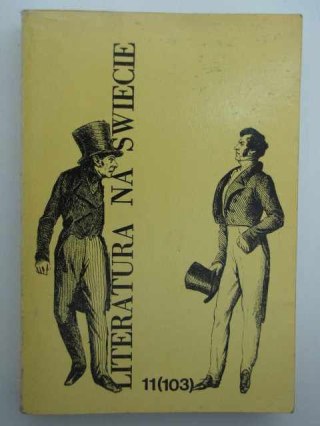 LITERATURA NA ŚWIECIE
11(103)